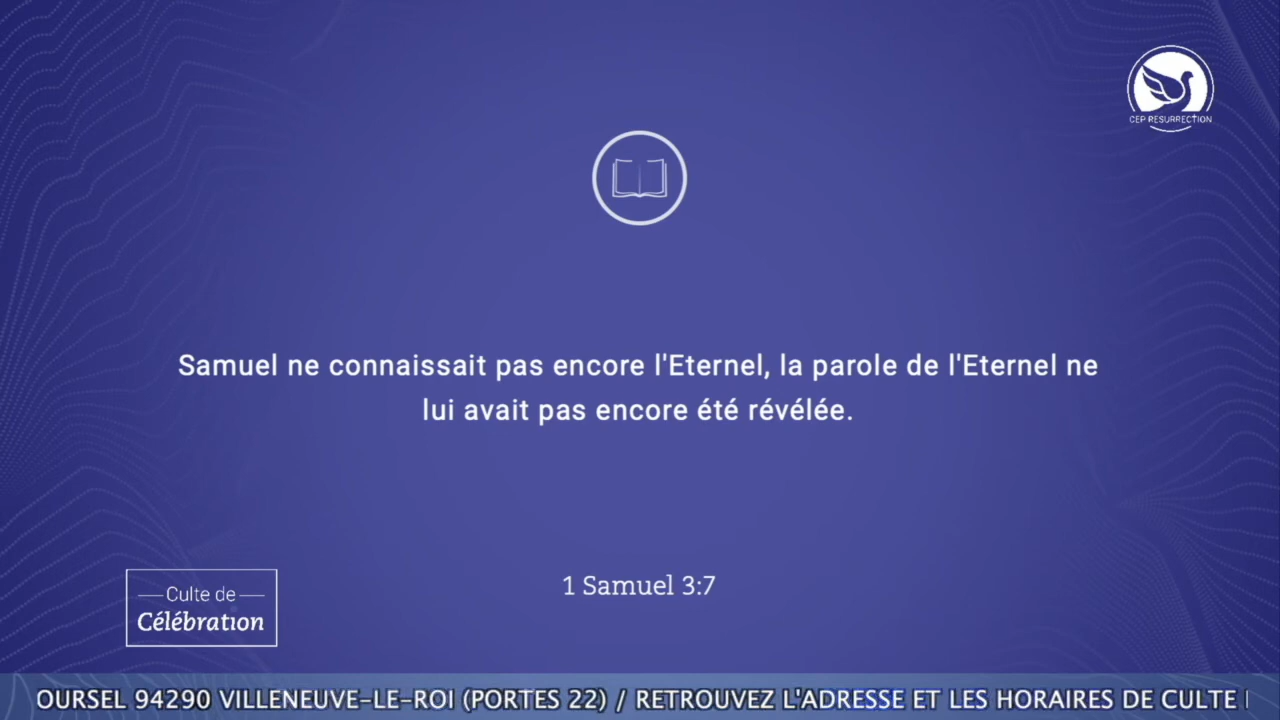 CEP RESURRECTION
Samuel ne connaissait pas encore l'Eternel, la parole de l'Eternel ne
lui avait pas encore été révélée.
1 Samuel 3:7
Culte de
Célébration
OURSEL 94290 VILLENEUVE-LE-ROI (PORTES 22) / RETROUVEZ L'ADRESSE ET LES HORAIRES DE CULTE